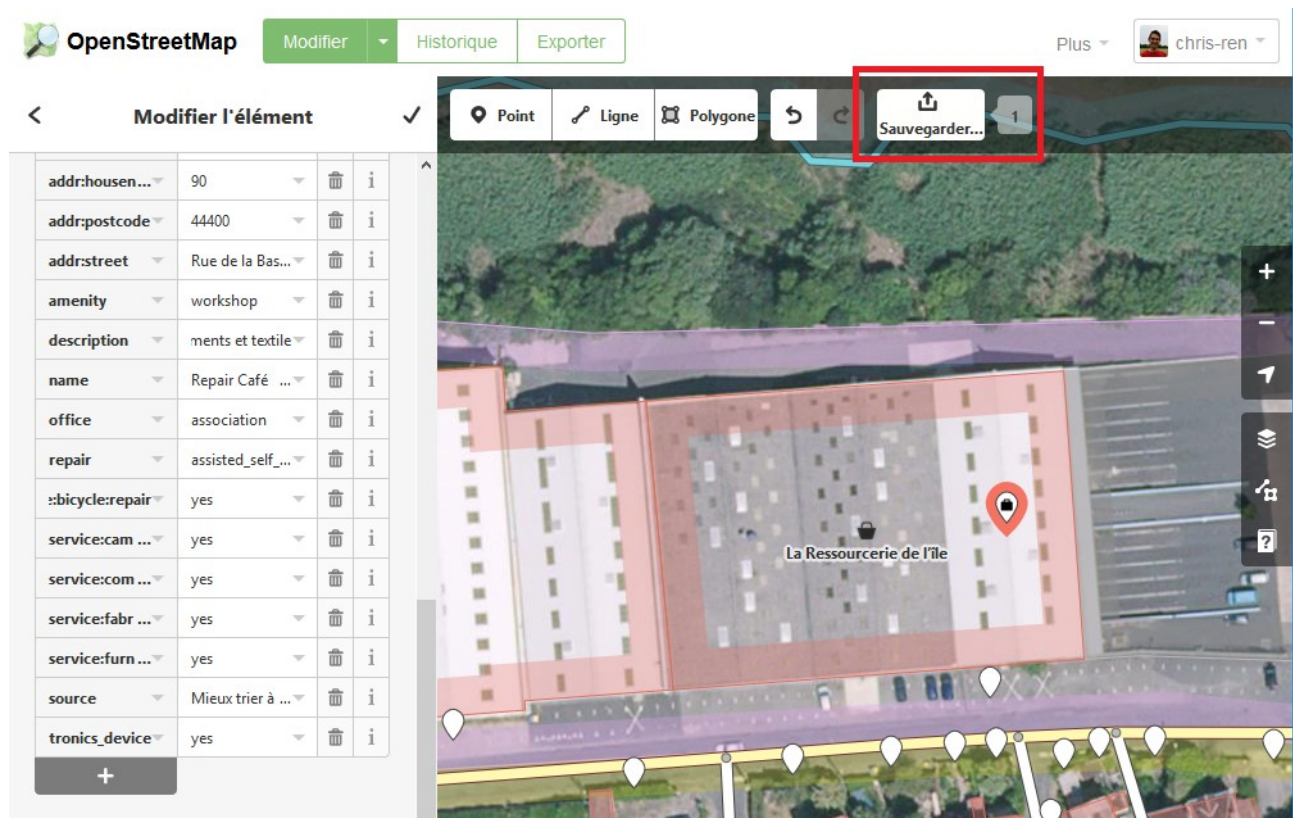 OpenStreetMap
Modifier
Historique
Exporter
Plus
chris-ren
Modifier l'élément
Point
Ligne
Polygone
Sauvegarder...
1
addr:housen... 90
addr:postcode 44400
addr:street Rue de la Bas...
amenity workshop
description ments et textile
name Repair Café ...
office association
repair assisted_self_...
:bicycle:repair yes
service:cam ... yes
service:com ... yes
service:fabr ... yes
service:furn ... yes
source Mieux trier à ...
tronics_device yes
+
La Ressourcerie de l'île